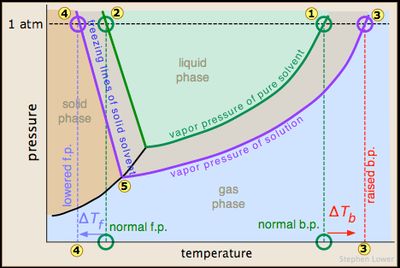 ④ ② ① ③
1 atm
liquid
phase
solid
phase
freezing lines of solid solvent
vapor pressure of pure solvent
vapor pressure of solution
pressure
lowered f.p.
⑤
gas
phase
raised b.p.
ΔTf
normal f.p.
normal b.p.
ΔTb
④
③
temperature
Stephen Lower